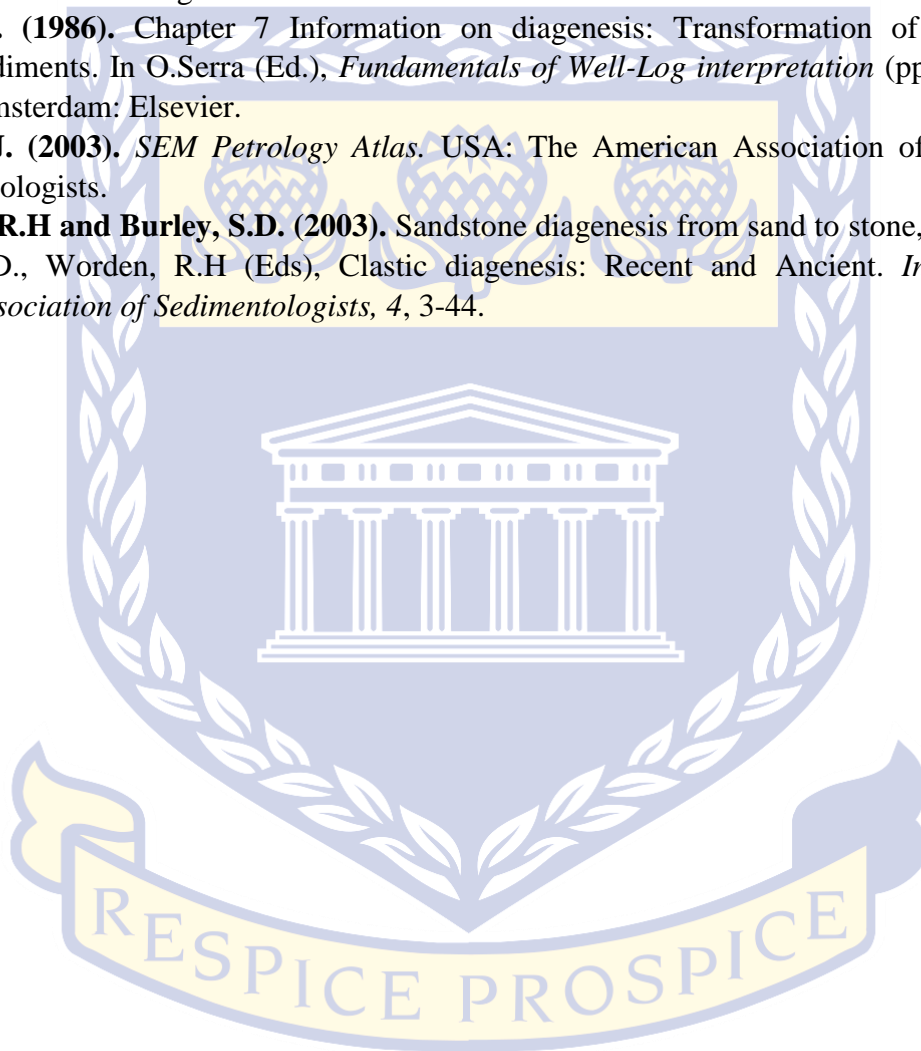 . (1986). Chapter 7 Information on diagenesis: Transformation of
diments. In O.Serra (Ed.), Fundamentals of Well-Log interpretation (pp
msterdam: Elsevier.
J. (2003). SEM Petrology Atlas. USA: The American Association of
ologists.
R.H and Burley, S.D. (2003). Sandstone diagenesis from sand to stone,
D., Worden, R.H (Eds), Clastic diagenesis: Recent and Ancient. In
sociation of Sedimentologists, 4, 3-44.
RESPICE PROSPICE